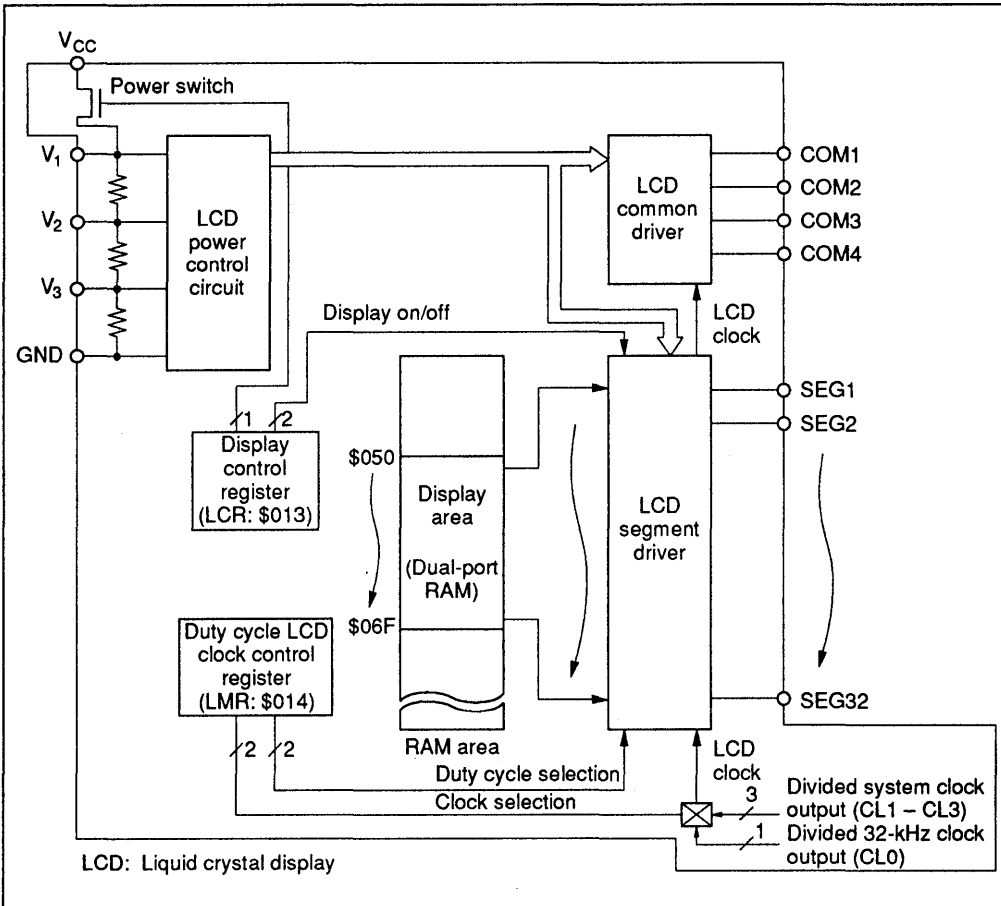 VCC
Power switch
V1
V2
V3
GND
LCD
power
control
circuit
LCD
common
driver
COM1
COM2
COM3
COM4
LCD
clock
Display on/off
1
2
Display
control
register
(LCR: $013)
$050
Display
area
(Dual-port
RAM)
$06F
RAM area
LCD
segment
driver
SEG1
SEG2
SEG32
Duty cycle LCD
clock control
register
(LMR: $014)
2
2
Duty cycle selection
Clock selection
LCD
clock
3
Divided system clock
output (CL1 – CL3)
1
Divided 32-kHz clock
output (CL0)
LCD: Liquid crystal display